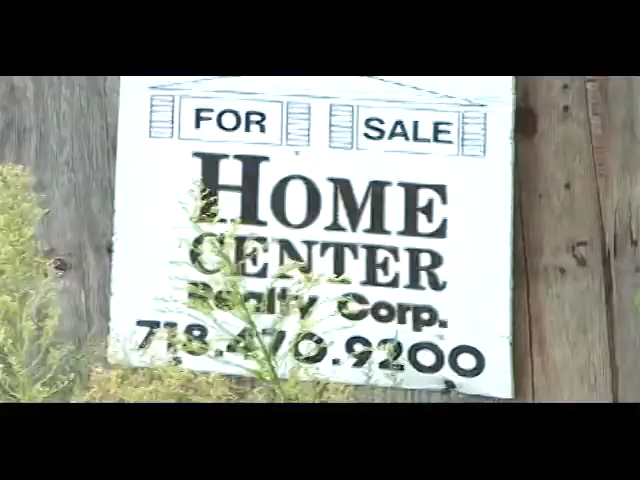 FOR SALE
HOME
CENTER
Realty Corp.
718.470.9200